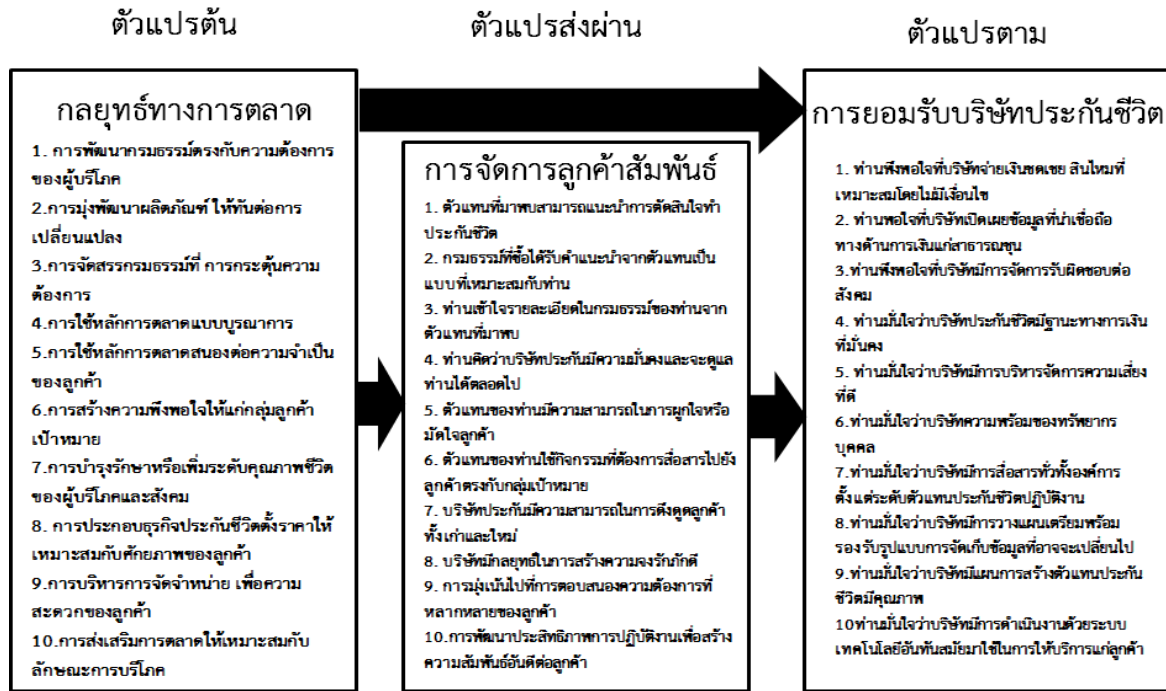 ตัวแปรต้น
ตัวแปรส่งผ่าน
ตัวแปรตาม
กลยุทธ์ทางการตลาด
1. การพัฒนากรมธรรม์ตรงกับความต้องการ
ของผู้บริโภค
2.การมุ่งพัฒนาผลิตภัณฑ์ ให้ทันต่อการ
เปลี่ยนแปลง
3.การจัดสรรกรมธรรม์ที่ การกระตุ้นความ
ต้องการ
4.การใช้หลักการตลาดแบบบูรณาการ
5.การใช้หลักการตลาดสนองต่อความจำเป็น
ของลูกค้า
6.การสร้างความพึงพอใจให้แก่กลุ่มลูกค้า
เป้าหมาย
7.การบำรุงรักษาหรือเพิ่มระดับคุณภาพชีวิต
ของผู้บริโภคและสังคม
8. การประกอบธุรกิจประกันชีวิตตั้งราคาให้
เหมาะสมกับศักยภาพของลูกค้า
9.การบริหารการจัดจำหน่าย เพื่อความ
สะดวกของลูกค้า
10.การส่งเสริมการตลาดให้เหมาะสมกับ
ลักษณะการบริโภค
การจัดการลูกค้าสัมพันธ์
1. ตัวแทนที่มาพบสามารถแนะนำการตัดสินใจทำ
ประกันชีวิต
2. กรมธรรม์ที่ซื้อได้รับคำแนะนำจากตัวแทนเป็น
แบบที่เหมาะสมกับท่าน
3. ท่านเข้าใจรายละเอียดในกรมธรรม์ของท่านจาก
ตัวแทนที่มาพบ
4. ท่านคิดว่าบริษัทประกันมีความมั่นคงและจะดูแล
ท่านได้ตลอดไป
5. ตัวแทนของท่านมีความสามารถในการผูกใจหรือ
มัดใจลูกค้า
6. ตัวแทนของท่านใช้กิจกรรมที่ต้องการสื่อสารไปยัง
ลูกค้าตรงกับกลุ่มเป้าหมาย
7. บริษัทประกันมีความสามารถในการดึงดูดลูกค้า
ทั้งเก่าและใหม่
8. บริษัทมีกลยุทธ์ในการสร้างความจงรักภักดี
9. การมุ่งเน้นไปที่การตอบสนองความต้องการที่
หลากหลายของลูกค้า
10.การพัฒนาประสิทธิภาพการปฏิบัติงานเพื่อสร้าง
ความสัมพันธ์อันดีต่อลูกค้า
การยอมรับบริษัทประกันชีวิต
1. ท่านพึงพอใจที่บริษัทจ่ายเงินชดเชย สินไหมที่
เหมาะสมโดยไม่มีเงื่อนไข
2. ท่านพอใจที่บริษัทเปิดเผยข้อมูลที่น่าเชื่อถือ
ทางด้านการเงินแก่สาธารณชุน
3.ท่านพึงพอใจที่บริษัทมีการจัดการรับผิดชอบต่อ
สังคม
4. ท่านมั่นใจว่าบริษัทประกันชีวิตมีฐานะทางการเงิน
ที่มั่นคง
5. ท่านมั่นใจว่าบริษัทมีการบริหารจัดการความเสี่ยง
ที่ดี
6.ท่านมั่นใจว่าบริษัทความพร้อมของทรัพยากร
บุคคล
7.ท่านมั่นใจว่าบริษัทมีการสื่อสารทั่วทั้งองค์การ
ตั้งแต่ระดับตัวแทนประกันชีวิตปฏิบัติงาน
8.ท่านมั่นใจว่าบริษัทมีการวางแผนเตรียมพร้อม
รองรับรูปแบบการจัดเก็บข้อมูลที่อาจจะเปลี่ยนไป
9.ท่านมั่นใจว่าบริษัทมีแผนการสร้างตัวแทนประกัน
ชีวิตมีคุณภาพ
10ท่านมั่นใจว่าบริษัทมีการดำเนินงานด้วยระบบ
เทคโนโลยีอันทันสมัยมาใช้ในการให้บริการแก่ลูกค้า